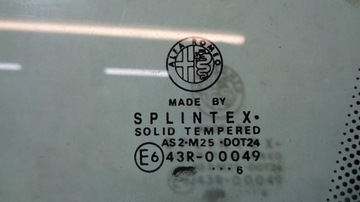 ALFA ROMEO
MADE BY
SPLINTEX•
SOLID TEMPERED
AS2•M25 •DOT24
E6 43R-00049
•••6